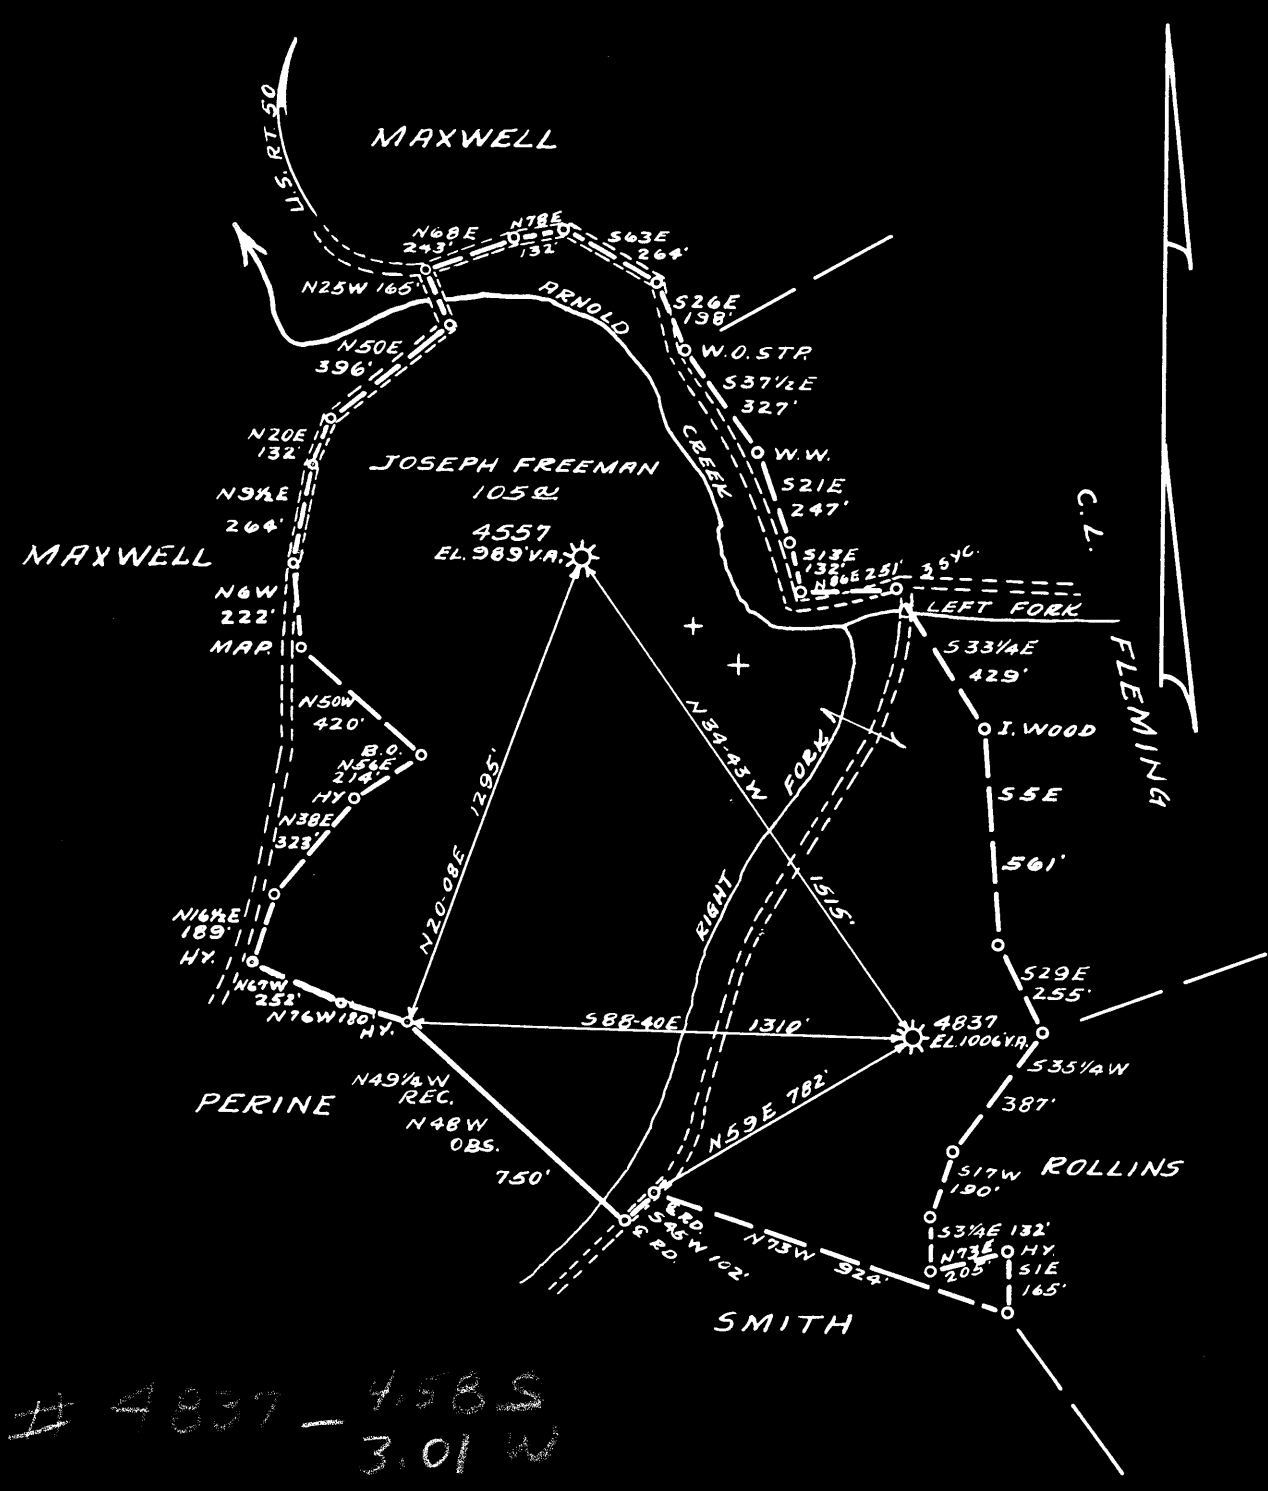 U.S. RT. 50
MAXWELL
N68E
243'
N78E
132'
S63E
264'
N25W 165'
ARNOLD
CREEK
S26E
198'
W.O. STP.
S37½E
327'
W.W.
S21E
247'
S13E
132'
N86E 251'
3 SYC.
LEFT FORK
C.L.
FLEMING
N50E
396'
N20E
132'
N9½E
264'
MAXWELL
N6W
222'
MAP.
JOSEPH FREEMAN
105 a
4557
EL. 989' V.A.
N50W
420'
B.O.
N56E
214'
HY
N38E
323'
N16½E
189'
HY.
N67W
252'
N76W 180'
HY.
N20-08E 1295'
N34-43W 1515'
RIGHT FORK
S33¼E
429'
I. WOOD
S5E
561'
S29E
255'
S88-40E 1310'
4837
EL. 1006' V.A.
N59E 782'
S35¼W
387'
PERINE
N49¼W
REC.
N48W
OBS.
750'
ROLLINS
S17W
190'
S3¼E 132'
N73E
205'
HY.
S1E
165'
₵ RD.
S45W 102'
₵ RD.
N73W 924'
SMITH
# 4837 – 4.58 S
3.01 W